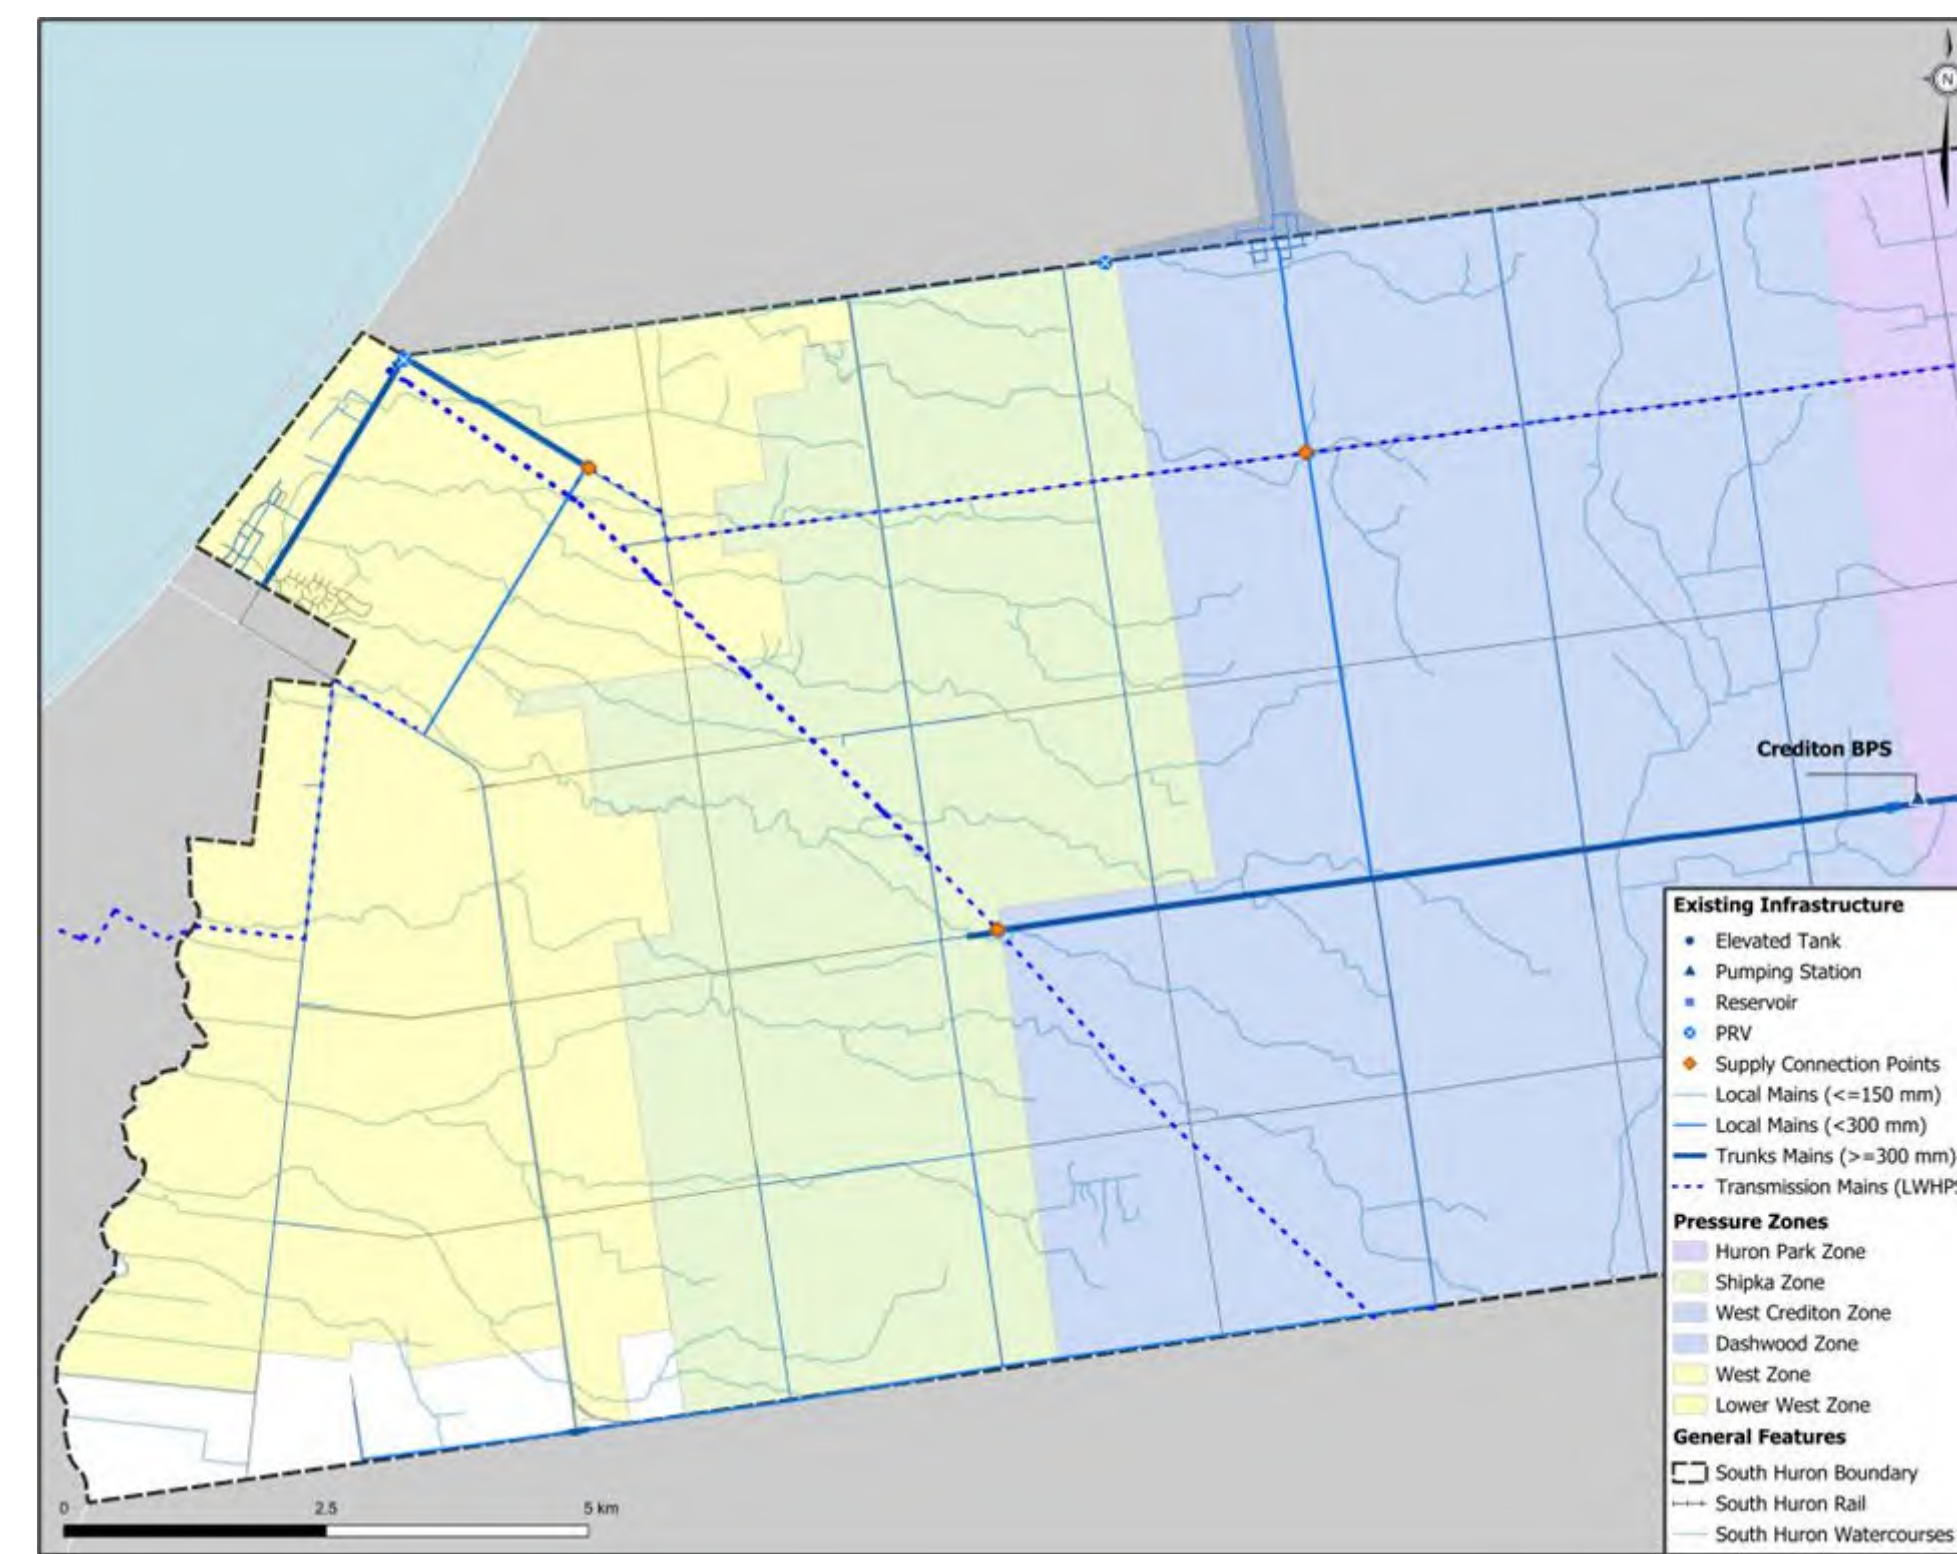 N
Crediton BPS
Existing Infrastructure
Elevated Tank
Pumping Station
Reservoir
PRV
Supply Connection Points
Local Mains (<=150 mm)
Local Mains (<300 mm)
Trunks Mains (>=300 mm)
Transmission Mains (LWHPS
Pressure Zones
Huron Park Zone
Shipka Zone
West Crediton Zone
Dashwood Zone
West Zone
Lower West Zone
General Features
South Huron Boundary
South Huron Rail
South Huron Watercourses
0 2.5 5 km